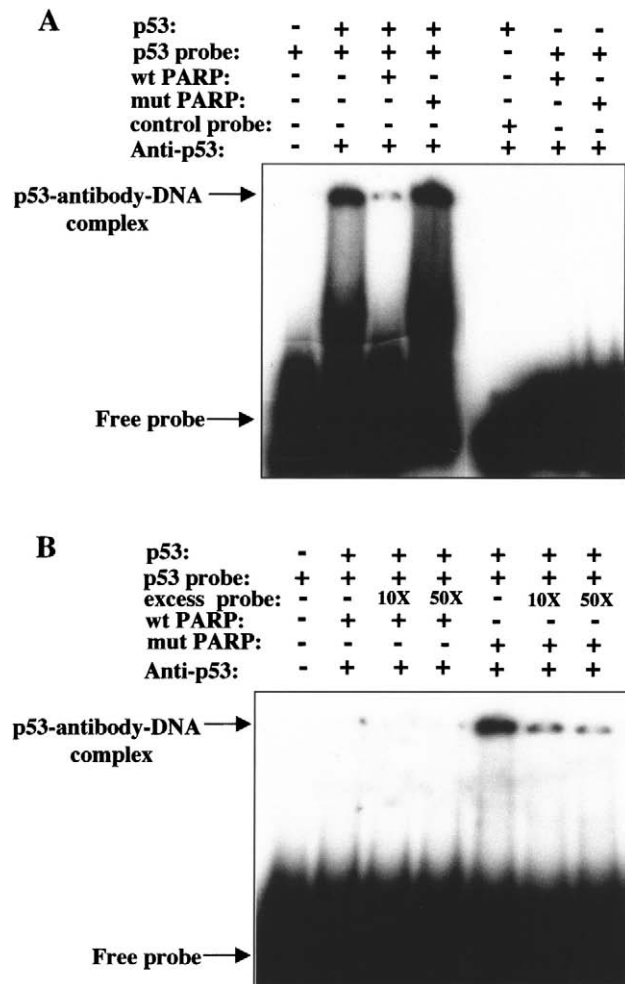 A
p53: - + + + + - -
p53 probe: + + + + - + +
wt PARP: - - + - - + -
mut PARP: - - - + - - +
control probe: - - - - + - -
Anti-p53: - + + + + + +
p53-antibody-DNA
complex
Free probe
B
p53: - + + + + + +
p53 probe: + + + + + + +
excess probe: - - 10X 50X - 10X 50X
wt PARP: - + + + - - -
mut PARP: - - - - + + +
Anti-p53: - + + + + + +
p53-antibody-DNA
complex
Free probe